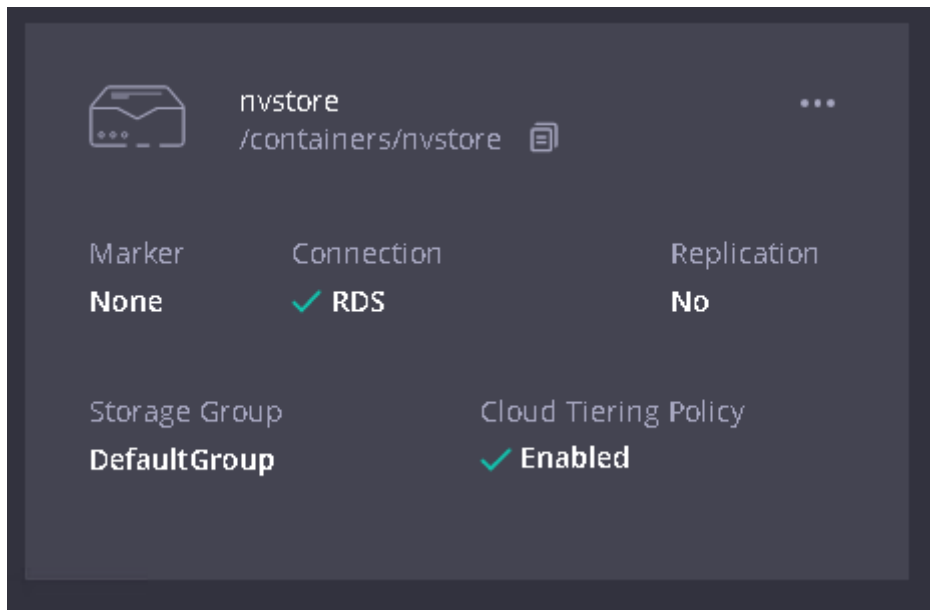 nvstore
/containers/nvstore
Marker
Connection
Replication
None
RDS
No
Storage Group
Cloud Tiering Policy
DefaultGroup
Enabled